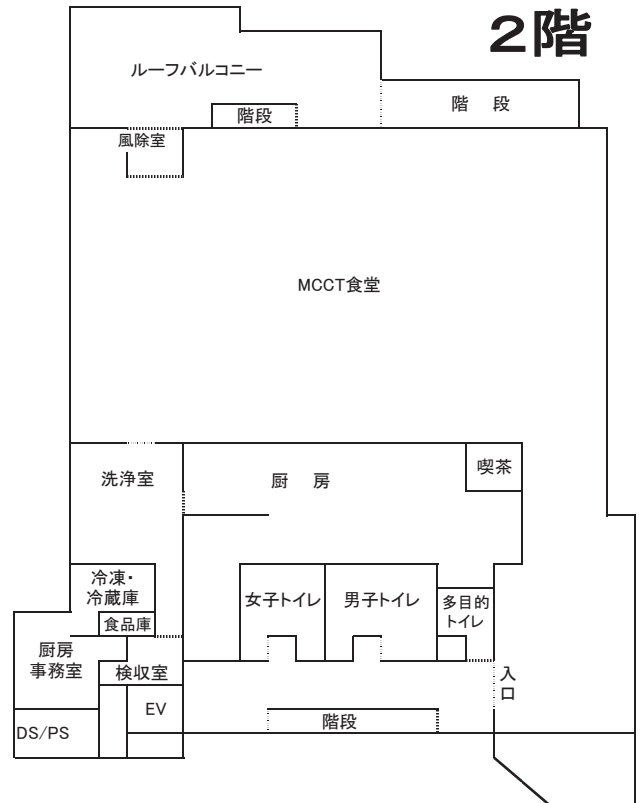 2階
ルーフバルコニー
階 段
階段
風除室
MCCT食堂
洗浄室
厨 房
喫茶
冷凍・
冷蔵庫
食品庫
女子トイレ
男子トイレ
多目的
トイレ
厨房
事務室
検収室
入
口
EV
階段
DS/PS